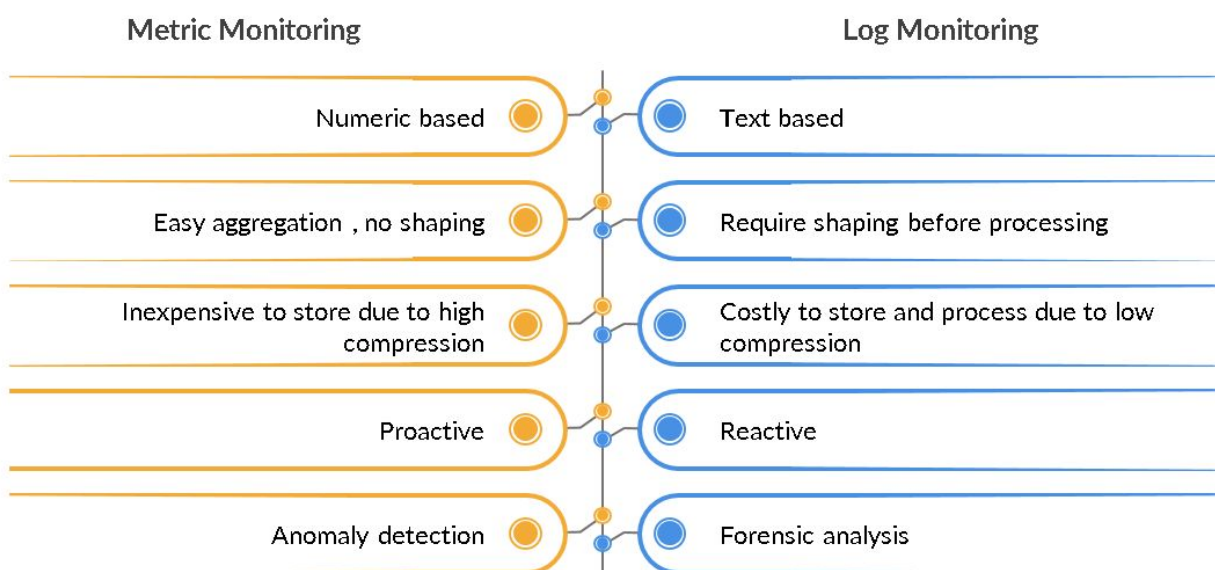 Metric Monitoring
Log Monitoring
Numeric based
Text based
Easy aggregation , no shaping
Require shaping before processing
Inexpensive to store due to high
compression
Costly to store and process due to low
compression
Proactive
Reactive
Anomaly detection
Forensic analysis